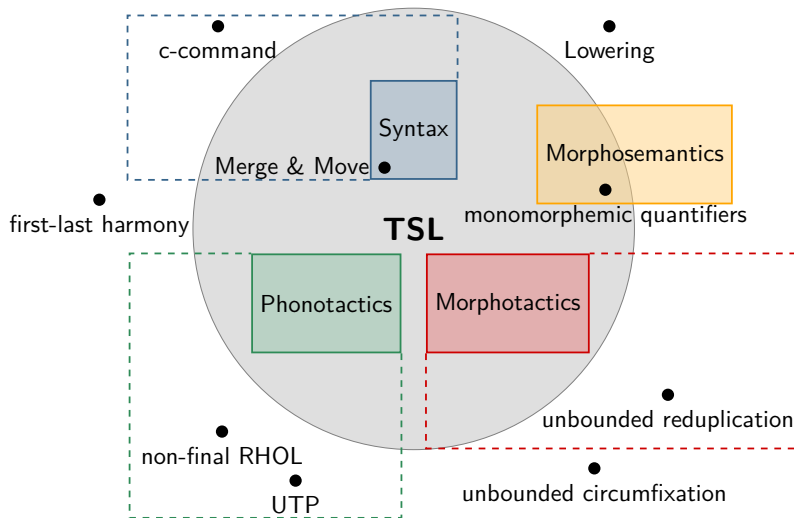 c-command
Lowering
Syntax
Morphosemantics
Merge & Move
monomorphemic quantifiers
first-last harmony
TSL
Phonotactics
Morphotactics
unbounded reduplication
non-final RHOL
unbounded circumfixation
UTP